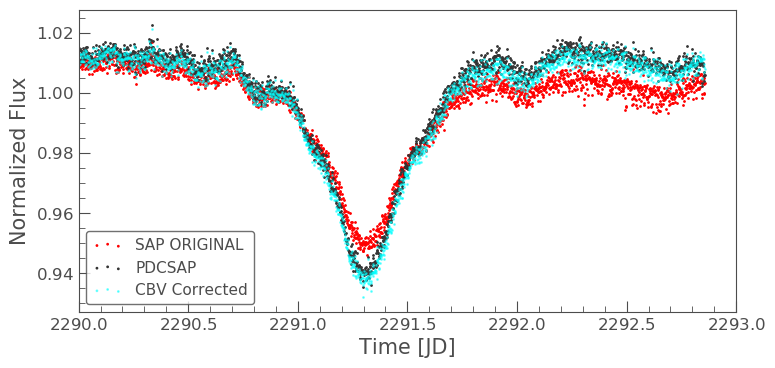 1.02
1.00
0.98
0.96
0.94
Normalized Flux
SAP ORIGINAL
PDCSAP
CBV Corrected
2290.0 2290.5 2291.0 2291.5 2292.0 2292.5 2293.0
Time [JD]